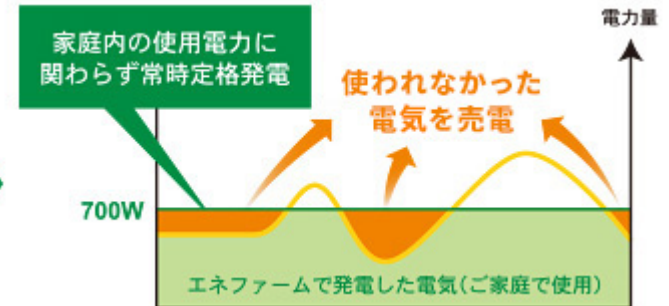 電力量
家庭内の使用電力に
関わらず常時定格発電
使われなかった
電気を売電
700W
エネファームで発電した電気(ご家庭で使用)